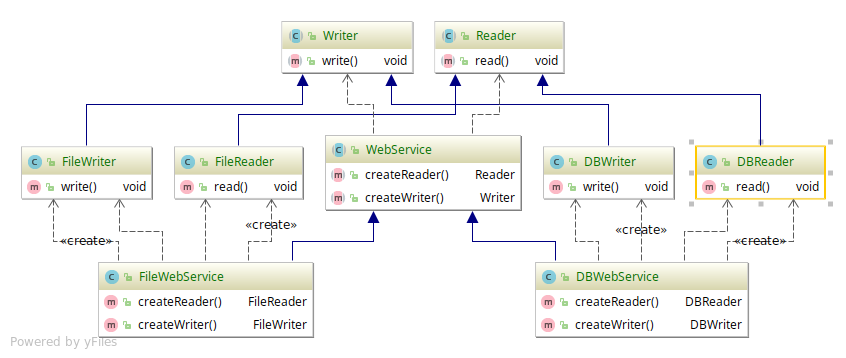 Writer
write() void
Reader
read() void
FileWriter
write() void
FileReader
read() void
WebService
createReader() Reader
createWriter() Writer
DBWriter
write() void
DBReader
read() void
«create»
«create»
«create»
«create»
FileWebService
createReader() FileReader
createWriter() FileWriter
DBWebService
createReader() DBReader
createWriter() DBWriter
Powered by yFiles